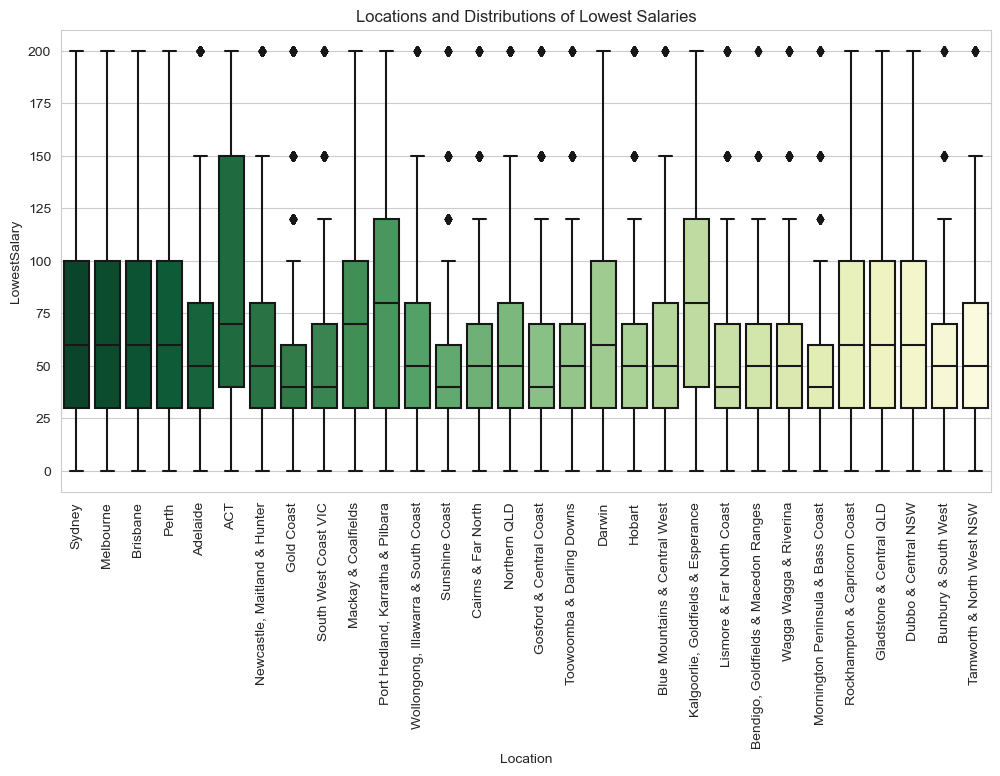 Locations and Distributions of Lowest Salaries
LowestSalary
200
175
150
125
100
75
50
25
0
Sydney
Melbourne
Brisbane
Perth
Adelaide
ACT
Newcastle, Maitland & Hunter
Gold Coast
South West Coast VIC
Mackay & Coalfields
Port Hedland, Karratha & Pilbara
Wollongong, Illawarra & South Coast
Sunshine Coast
Cairns & Far North
Northern QLD
Gosford & Central Coast
Toowoomba & Darling Downs
Darwin
Hobart
Blue Mountains & Central West
Kalgoorlie, Goldfields & Esperance
Lismore & Far North Coast
Bendigo, Goldfields & Macedon Ranges
Wagga Wagga & Riverina
Mornington Peninsula & Bass Coast
Rockhampton & Capricorn Coast
Gladstone & Central QLD
Dubbo & Central NSW
Bunbury & South West
Tamworth & North West NSW
Location